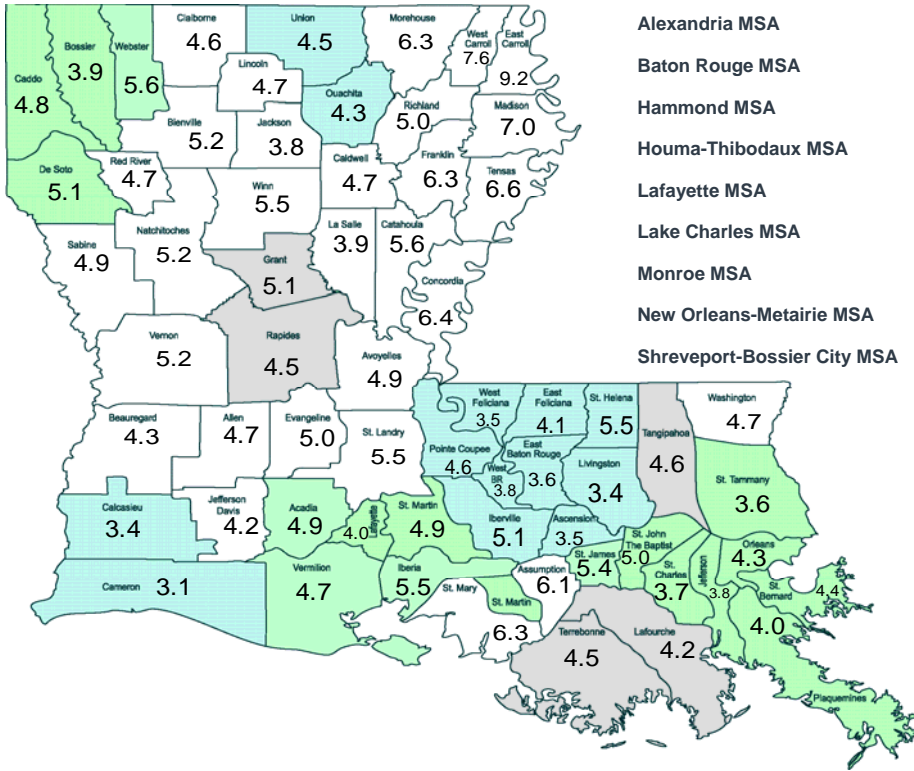 Alexandria MSA
Baton Rouge MSA
Hammond MSA
Houma-Thibodaux MSA
Lafayette MSA
Lake Charles MSA
Monroe MSA
New Orleans-Metairie MSA
Shreveport-Bossier City MSA
Caddo
4.8
Bossier
3.9
Webster
5.6
Claiborne
4.6
Union
4.5
Morehouse
6.3
West
Carroll
7.6
East
Carroll
9.2
Lincoln
4.7
Ouachita
4.3
Richland
5.0
Madison
7.0
Bienville
5.2
Jackson
3.8
De Soto
5.1
Red River
4.7
Caldwell
4.7
Franklin
6.3
Tensas
6.6
Winn
5.5
Sabine
4.9
Natchitoches
5.2
La Salle
3.9
Catahoula
5.6
Grant
5.1
Concordia
6.4
Vernon
5.2
Rapides
4.5
Avoyelles
4.9
Beauregard
4.3
Allen
4.7
Evangeline
5.0
St. Landry
5.5
West
Feliciana
3.5
East
Feliciana
4.1
St. Helena
5.5
Tangipahoa
4.6
Washington
4.7
Pointe Coupee
4.6
West
BR
3.8
East
Baton Rouge
3.6
Livingston
3.4
St. Tammany
3.6
Calcasieu
3.4
Jefferson
Davis
4.2
Acadia
4.9
Lafayette
4.0
St. Martin
4.9
Iberville
5.1
Ascension
3.5
St. James
5.4
St. John
The Baptist
5.0
St.
Charles
3.7
Jefferson
3.8
Orleans
4.3
St.
Bernard
4.4
Cameron
3.1
Vermilion
4.7
Iberia
5.5
St. Mary
6.3
St. Martin
Assumption
6.1
Terrebonne
4.5
Lafourche
4.2
4.0
Plaquemines